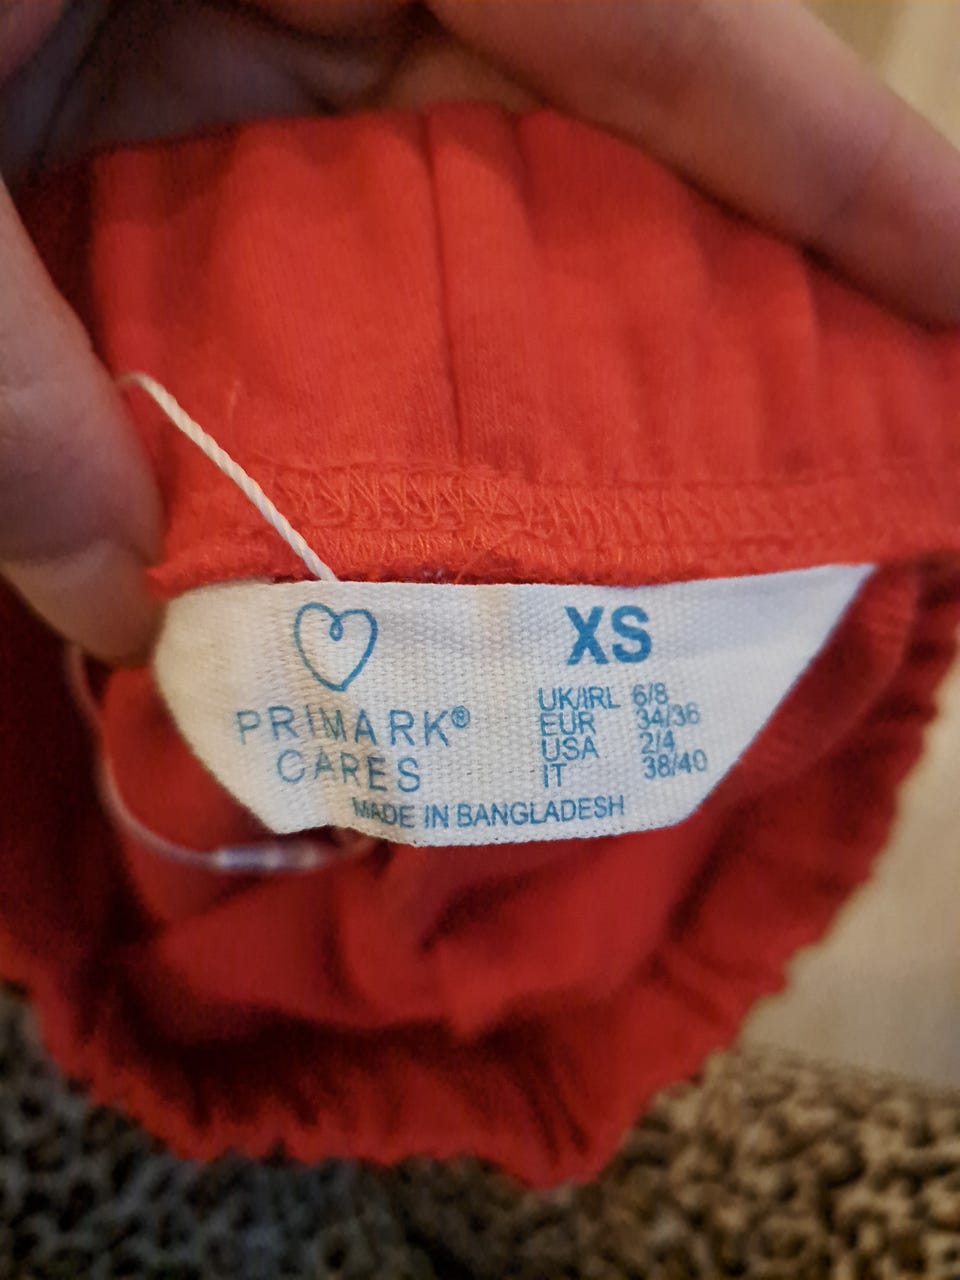 PRIMARK®
CARES
XS
UK/IRL 6/8
EUR 34/36
USA 2/4
IT 38/40
MADE IN BANGLADESH